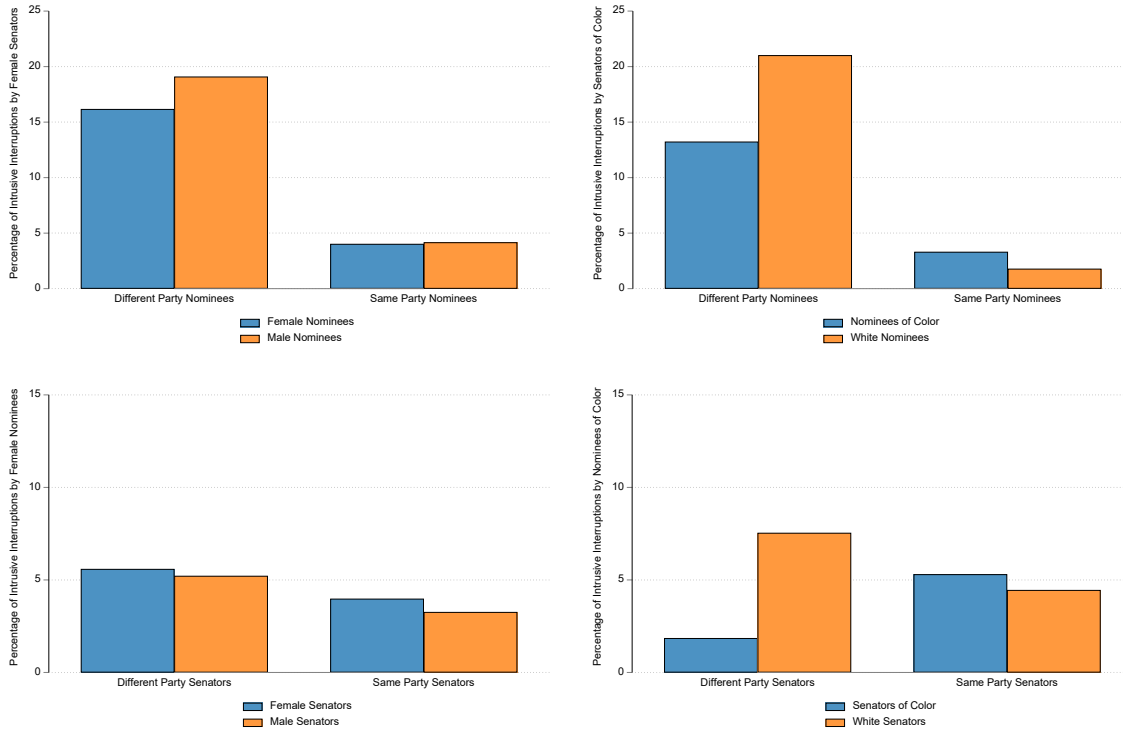 Percentage of Intrusive Interruptions by Female Senators
25
20
15
10
5
0
Different Party Nominees
Same Party Nominees
Female Nominees
Male Nominees
Percentage of Intrusive Interruptions by Senators of Color
25
20
15
10
5
0
Different Party Nominees
Same Party Nominees
Nominees of Color
White Nominees
Percentage of Intrusive Interruptions by Female Nominees
15
10
5
0
Different Party Senators
Same Party Senators
Female Senators
Male Senators
Percentage of Intrusive Interruptions by Nominees of Color
15
10
5
0
Different Party Senators
Same Party Senators
Senators of Color
White Senators